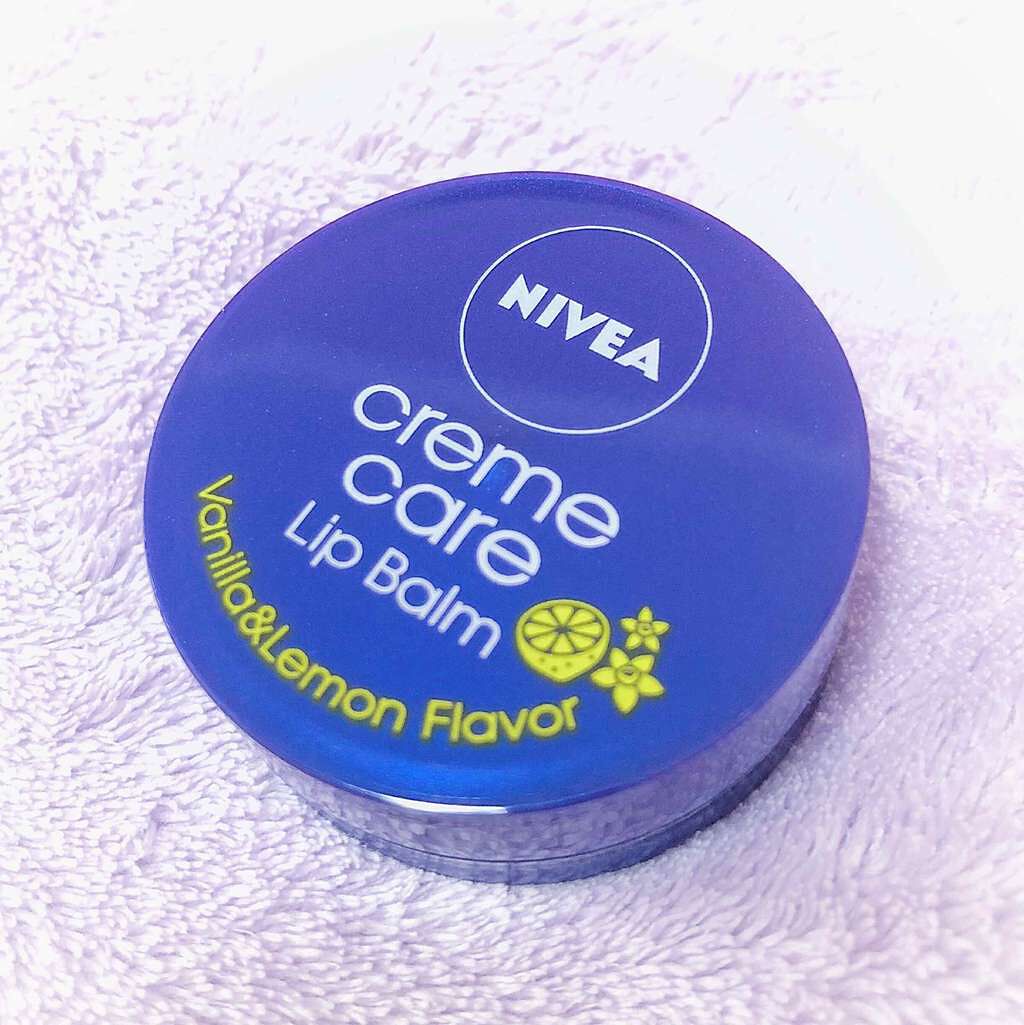 NIVEA
creme
care
Lip Balm
Vanilla&Lemon Flavor